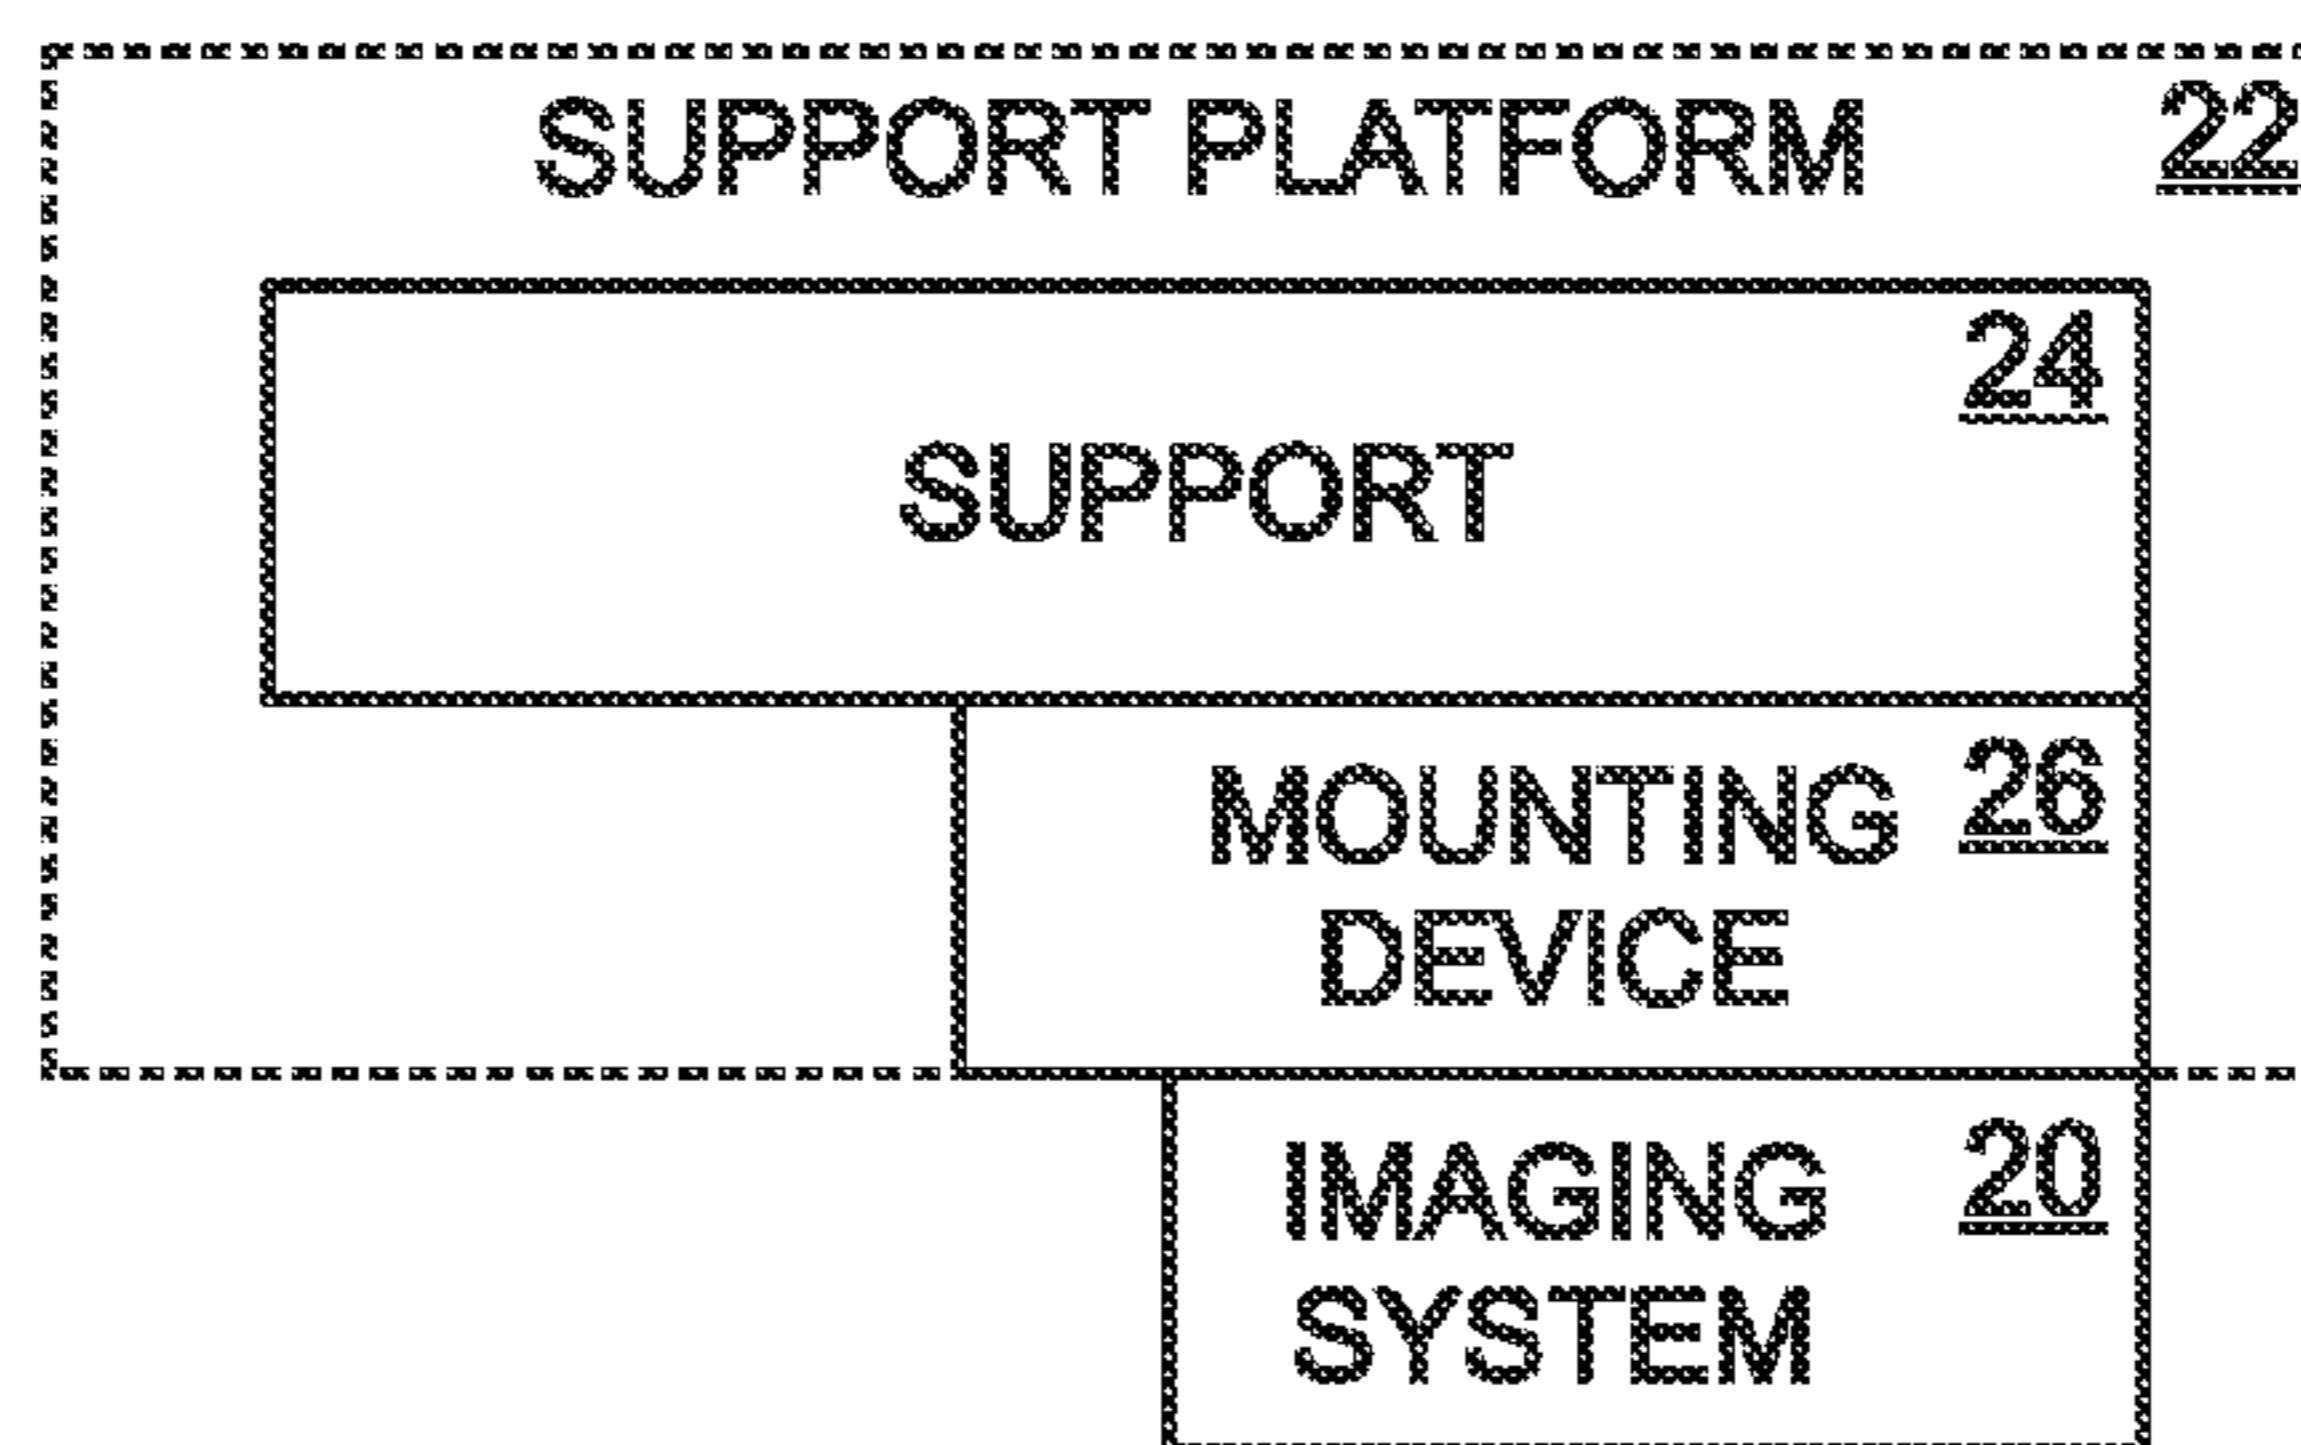 SUPPORT PLATFORM 22
24
SUPPORT
MOUNTING 26
DEVICE
IMAGING 20
SYSTEM